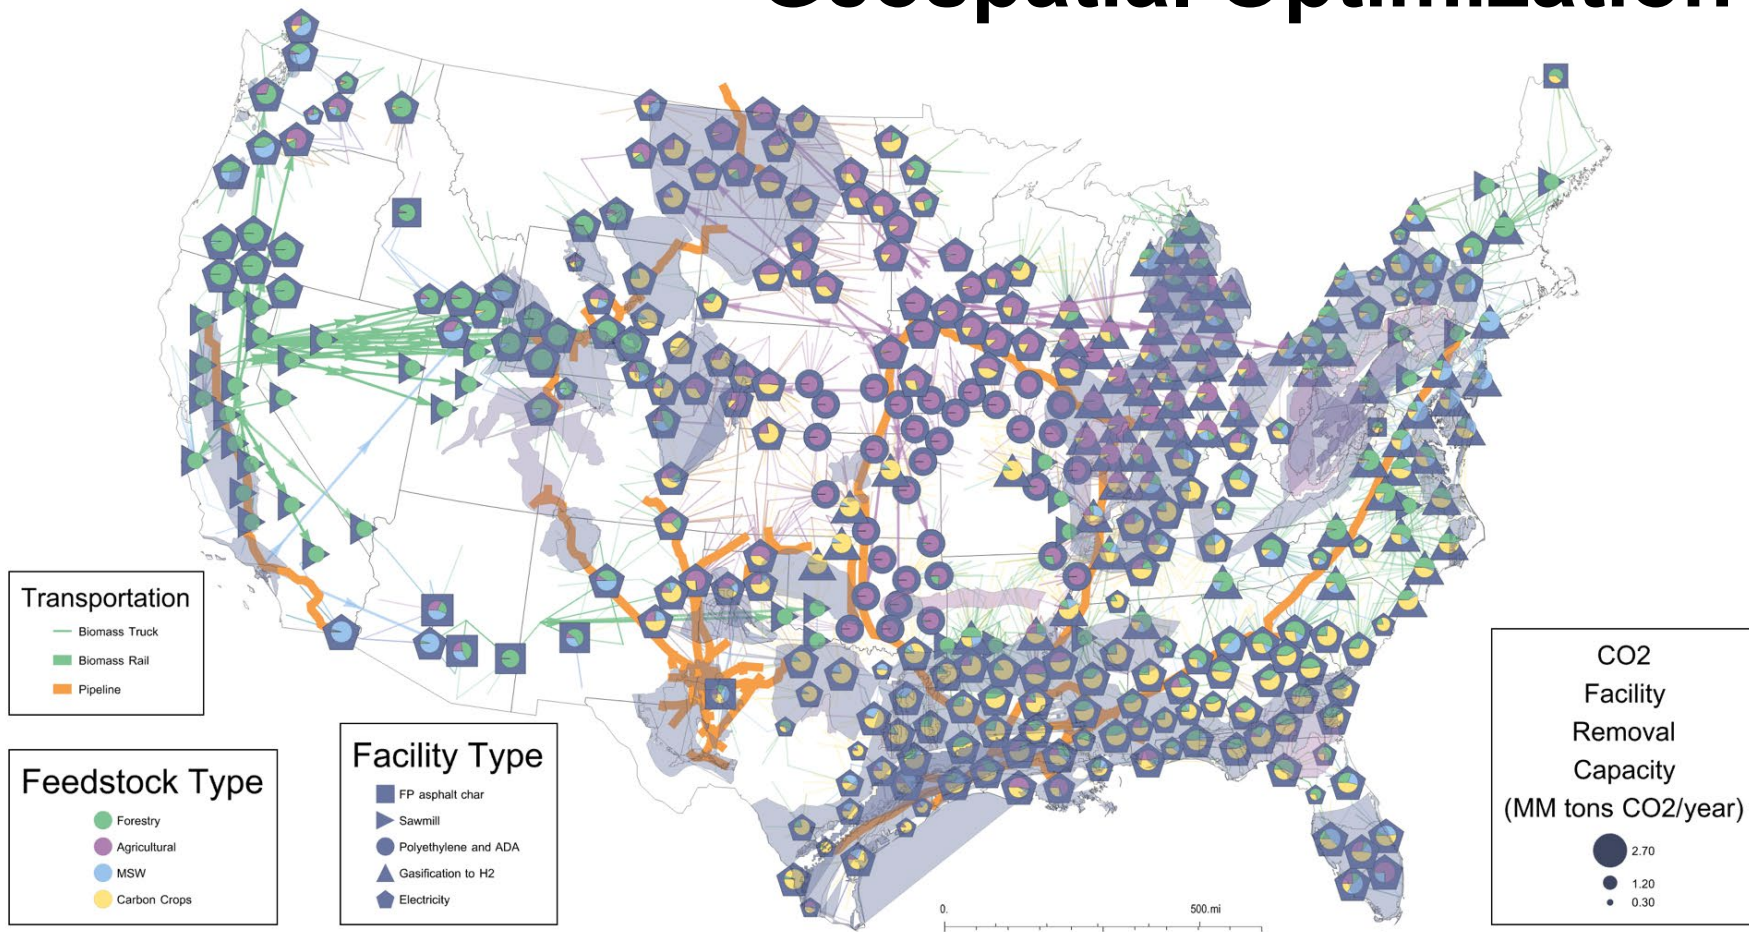 Geospatial Optimization
Transportation
Biomass Truck
Biomass Rail
Pipeline
Feedstock Type
Forestry
Agricultural
MSW
Carbon Crops
Facility Type
FP asphalt char
Sawmill
Polyethylene and ADA
Gasification to H2
Electricity
0.
500.mi
CO2
Facility
Removal
Capacity
(MM tons CO2/year)
2.70
1.20
0.30